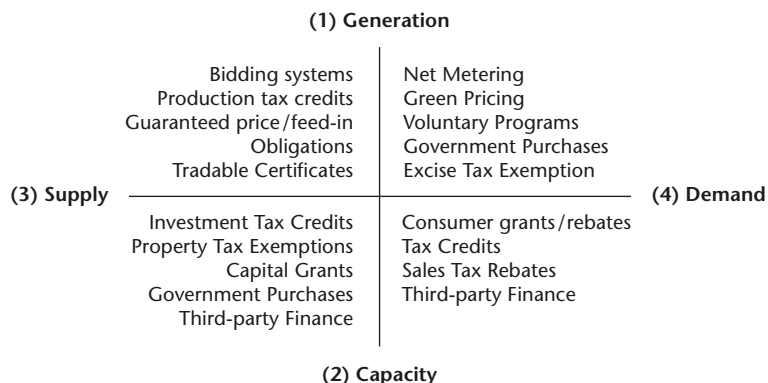 (1) Generation
Bidding systems
Production tax credits
Guaranteed price/feed-in
Obligations
Tradable Certificates
Net Metering
Green Pricing
Voluntary Programs
Government Purchases
Excise Tax Exemption
(3) Supply
(4) Demand
Investment Tax Credits
Property Tax Exemptions
Capital Grants
Government Purchases
Third-party Finance
Consumer grants/rebates
Tax Credits
Sales Tax Rebates
Third-party Finance
(2) Capacity